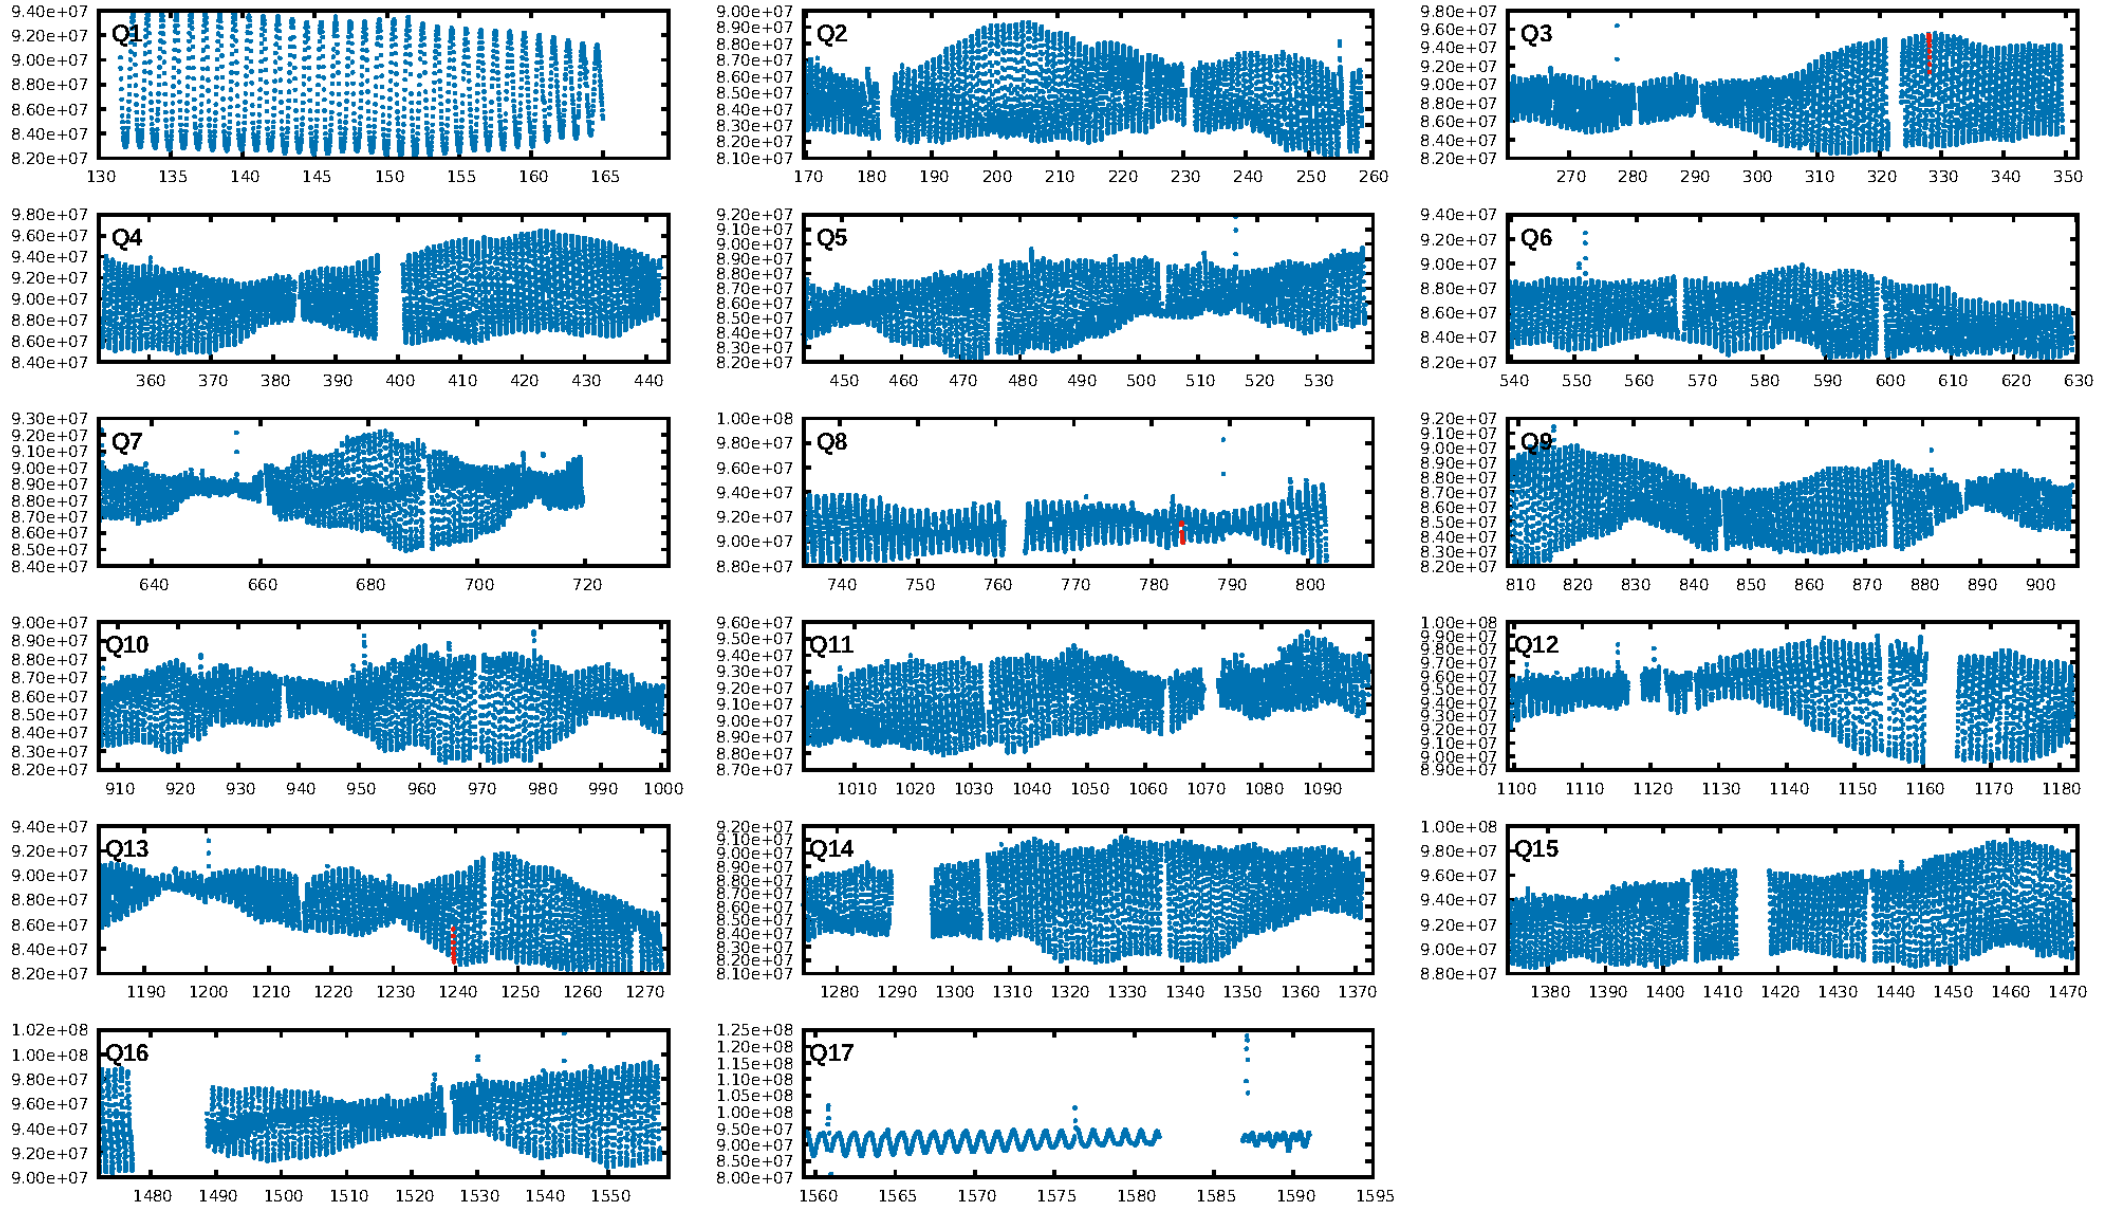 Q1
9.40e+07
9.20e+07
9.00e+07
8.80e+07
8.60e+07
8.40e+07
8.20e+07
130 135 140 145 150 155 160 165
Q2
9.00e+07
8.90e+07
8.80e+07
8.70e+07
8.60e+07
8.50e+07
8.40e+07
8.30e+07
8.20e+07
8.10e+07
170 180 190 200 210 220 230 240 250 260
Q3
9.80e+07
9.60e+07
9.40e+07
9.20e+07
9.00e+07
8.80e+07
8.60e+07
8.40e+07
8.20e+07
270 280 290 300 310 320 330 340 350
Q4
9.80e+07
9.60e+07
9.40e+07
9.20e+07
9.00e+07
8.80e+07
8.60e+07
8.40e+07
360 370 380 390 400 410 420 430 440
Q5
9.20e+07
9.10e+07
9.00e+07
8.90e+07
8.80e+07
8.70e+07
8.60e+07
8.50e+07
8.40e+07
8.30e+07
8.20e+07
450 460 470 480 490 500 510 520 530
Q6
9.40e+07
9.20e+07
9.00e+07
8.80e+07
8.60e+07
8.40e+07
8.20e+07
540 550 560 570 580 590 600 610 620 630
Q7
9.30e+07
9.20e+07
9.10e+07
9.00e+07
8.90e+07
8.80e+07
8.70e+07
8.60e+07
8.50e+07
8.40e+07
640 660 680 700 720
Q8
1.00e+08
9.80e+07
9.60e+07
9.40e+07
9.20e+07
9.00e+07
8.80e+07
740 750 760 770 780 790 800
Q9
9.20e+07
9.10e+07
9.00e+07
8.90e+07
8.80e+07
8.70e+07
8.60e+07
8.50e+07
8.40e+07
8.30e+07
8.20e+07
810 820 830 840 850 860 870 880 890 900
Q10
9.00e+07
8.90e+07
8.80e+07
8.70e+07
8.60e+07
8.50e+07
8.40e+07
8.30e+07
8.20e+07
910 920 930 940 950 960 970 980 990 1000
Q11
9.60e+07
9.50e+07
9.40e+07
9.30e+07
9.20e+07
9.10e+07
9.00e+07
8.90e+07
8.80e+07
8.70e+07
1010 1020 1030 1040 1050 1060 1070 1080 1090
Q12
1.00e+08
9.90e+07
9.80e+07
9.70e+07
9.60e+07
9.50e+07
9.40e+07
9.30e+07
9.20e+07
9.10e+07
9.00e+07
8.90e+07
1100 1110 1120 1130 1140 1150 1160 1170 1180
Q13
9.40e+07
9.20e+07
9.00e+07
8.80e+07
8.60e+07
8.40e+07
8.20e+07
1190 1200 1210 1220 1230 1240 1250 1260 1270
Q14
9.20e+07
9.10e+07
9.00e+07
8.90e+07
8.80e+07
8.70e+07
8.60e+07
8.50e+07
8.40e+07
8.30e+07
8.20e+07
8.10e+07
1280 1290 1300 1310 1320 1330 1340 1350 1360 1370
Q15
1.00e+08
9.80e+07
9.60e+07
9.40e+07
9.20e+07
9.00e+07
8.80e+07
1380 1390 1400 1410 1420 1430 1440 1450 1460 1470
Q16
1.02e+08
1.00e+08
9.80e+07
9.60e+07
9.40e+07
9.20e+07
9.00e+07
1480 1490 1500 1510 1520 1530 1540 1550
Q17
1.25e+08
1.20e+08
1.15e+08
1.10e+08
1.05e+08
1.00e+08
9.50e+07
9.00e+07
8.50e+07
8.00e+07
1560 1565 1570 1575 1580 1585 1590 1595